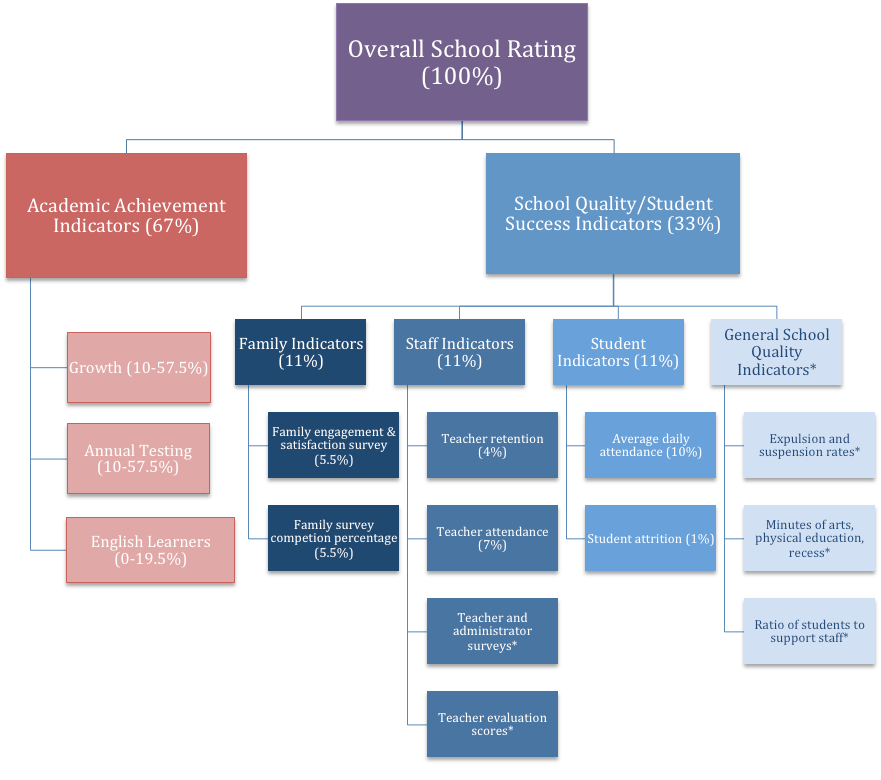 Overall School Rating
(100%)
Academic Achievement
Indicators (67%)
School Quality/Student
Success Indicators (33%)
Growth (10-57.5%)
Annual Testing
(10-57.5%)
English Learners
(0-19.5%)
Family Indicators
(11%)
Family engagement &
satisfaction survey
(5.5%)
Family survey
competion percentage
(5.5%)
Staff Indicators
(11%)
Teacher retention
(4%)
Teacher attendance
(7%)
Teacher and
administrator
surveys*
Teacher evaluation
scores*
Student
Indicators (11%)
Average daily
attendance (10%)
Student attrition (1%)
General School
Quality
Indicators*
Expulsion and
suspension rates*
Minutes of arts,
physical education,
recess*
Ratio of students to
support staff*